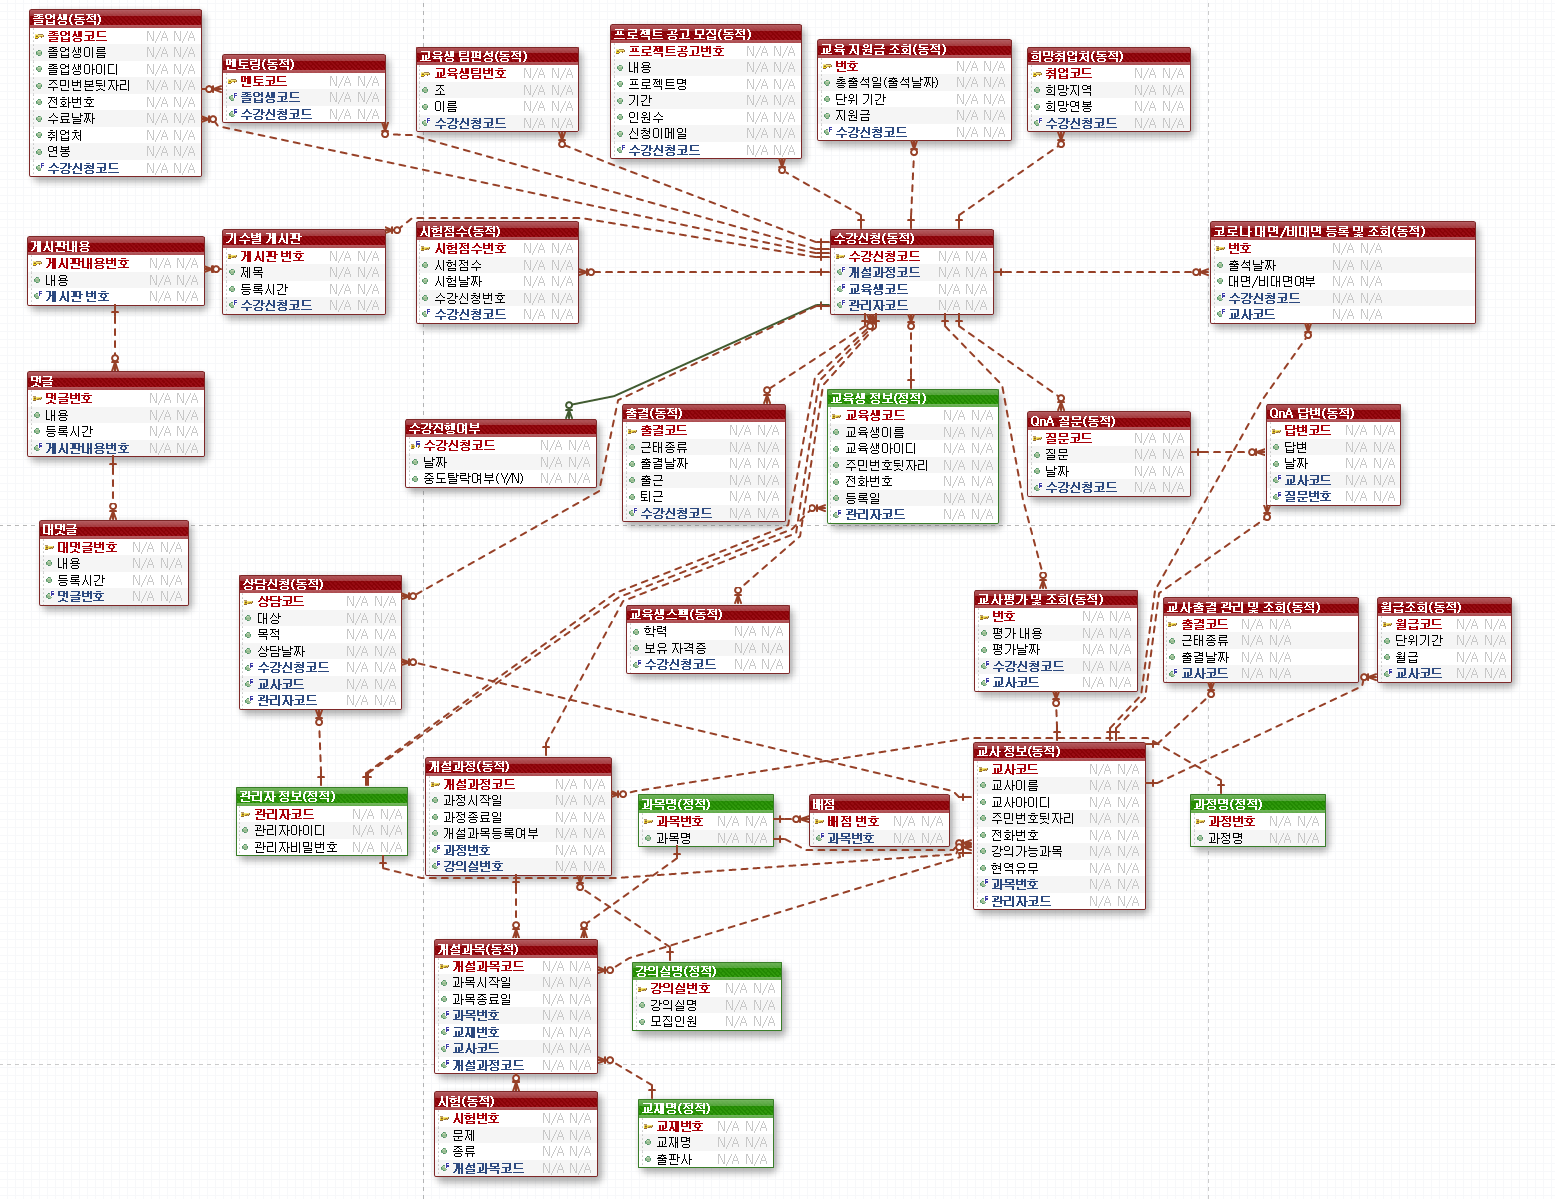 졸업생(동적)
졸업생코드 N/A N/A
졸업생이름 N/A N/A
졸업생아이디 N/A N/A
주민번본뒷자리 N/A N/A
전화번호 N/A N/A
수료날짜 N/A N/A
취업처 N/A N/A
연봉 N/A N/A
수강신청코드 N/A N/A
멘토링(동적)
멘토코드 N/A N/A
졸업생코드 N/A N/A
수강신청코드 N/A N/A
교육생 팀편성(동적)
교육생팀번호 N/A N/A
조 N/A N/A
이름 N/A N/A
수강신청코드 N/A N/A
프로젝트 공고 모집(동적)
프로젝트공고번호 N/A N/A
내용 N/A N/A
프로젝트명 N/A N/A
기간 N/A N/A
인원수 N/A N/A
신청이메일 N/A N/A
수강신청코드 N/A N/A
교육 지원금 조회(동적)
번호 N/A N/A
총출석일(출석날짜) N/A N/A
단위 기간 N/A N/A
지원금 N/A N/A
수강신청코드 N/A N/A
희망취업처(동적)
취업코드 N/A N/A
희망지역 N/A N/A
희망연봉 N/A N/A
수강신청코드 N/A N/A
게시판내용
게시판내용번호 N/A N/A
내용 N/A N/A
게시판 번호 N/A N/A
기수별 게시판
게시판 번호 N/A N/A
제목 N/A N/A
등록시간 N/A N/A
수강신청코드 N/A N/A
시험점수(동적)
시험점수번호 N/A N/A
시험점수 N/A N/A
시험날짜 N/A N/A
수강신청번호 N/A N/A
수강신청코드 N/A N/A
수강신청(동적)
수강신청코드 N/A N/A
개설과정코드 N/A N/A
교육생코드 N/A N/A
관리자코드 N/A N/A
코로나 대면/비대면 등록 및 조회(동적)
번호 N/A N/A
출석날짜 N/A N/A
대면/비대면여부 N/A N/A
수강신청코드 N/A N/A
교사코드 N/A N/A
댓글
댓글번호 N/A N/A
내용 N/A N/A
등록시간 N/A N/A
게시판내용번호 N/A N/A
수강진행여부
수강신청코드 N/A N/A
날짜 N/A N/A
중도탈락여부(Y/N) N/A N/A
출결(동적)
출결코드 N/A N/A
근태종류 N/A N/A
출결날짜 N/A N/A
출근 N/A N/A
퇴근 N/A N/A
수강신청코드 N/A N/A
교육생 정보(정적)
교육생코드 N/A N/A
교육생이름 N/A N/A
교육생아이디 N/A N/A
주민번호뒷자리 N/A N/A
전화번호 N/A N/A
등록일 N/A N/A
관리자코드 N/A N/A
QnA 질문(동적)
질문코드 N/A N/A
질문 N/A N/A
날짜 N/A N/A
수강신청코드 N/A N/A
QnA 답변(동적)
답변코드 N/A N/A
답변 N/A N/A
날짜 N/A N/A
교사코드 N/A N/A
질문번호 N/A N/A
대댓글
대댓글번호 N/A N/A
내용 N/A N/A
등록시간 N/A N/A
댓글번호 N/A N/A
상담신청(동적)
상담코드 N/A N/A
대상 N/A N/A
목적 N/A N/A
상담날짜 N/A N/A
수강신청코드 N/A N/A
교사코드 N/A N/A
관리자코드 N/A N/A
교육생스펙(동적)
학력 N/A N/A
보유 자격증 N/A N/A
수강신청코드 N/A N/A
교사평가 및 조회(동적)
번호 N/A N/A
평가 내용 N/A N/A
평가날짜 N/A N/A
수강신청코드 N/A N/A
교사코드 N/A N/A
교사출결 관리 및 조회(동적)
출결코드 N/A N/A
근태종류 N/A N/A
출결날짜 N/A N/A
교사코드 N/A N/A
월급조회(동적)
월급코드 N/A N/A
단위기간 N/A N/A
월급 N/A N/A
교사코드 N/A N/A
관리자 정보(정적)
관리자코드 N/A N/A
관리자아이디 N/A N/A
관리자비밀번호 N/A N/A
개설과정(동적)
개설과정코드 N/A N/A
과정시작일 N/A N/A
과정종료일 N/A N/A
개설과목등록여부 N/A N/A
과정번호 N/A N/A
강의실번호 N/A N/A
과목명(정적)
과목번호 N/A N/A
과목명 N/A N/A
배점
배점 번호 N/A N/A
과목번호 N/A N/A
교사 정보(동적)
교사코드 N/A N/A
교사이름 N/A N/A
교사아이디 N/A N/A
주민번호뒷자리 N/A N/A
전화번호 N/A N/A
강의가능과목 N/A N/A
현역유무 N/A N/A
과목번호 N/A N/A
관리자코드 N/A N/A
과정명(정적)
과정번호 N/A N/A
과정명 N/A N/A
개설과목(동적)
개설과목코드 N/A N/A
과목시작일 N/A N/A
과목종료일 N/A N/A
과목번호 N/A N/A
교재번호 N/A N/A
교사코드 N/A N/A
개설과정코드 N/A N/A
강의실명(정적)
강의실번호 N/A N/A
강의실명 N/A N/A
모집인원 N/A N/A
시험(동적)
시험번호 N/A N/A
문제 N/A N/A
종류 N/A N/A
개설과목코드 N/A N/A
교재명(정적)
교재번호 N/A N/A
교재명 N/A N/A
출판사 N/A N/A